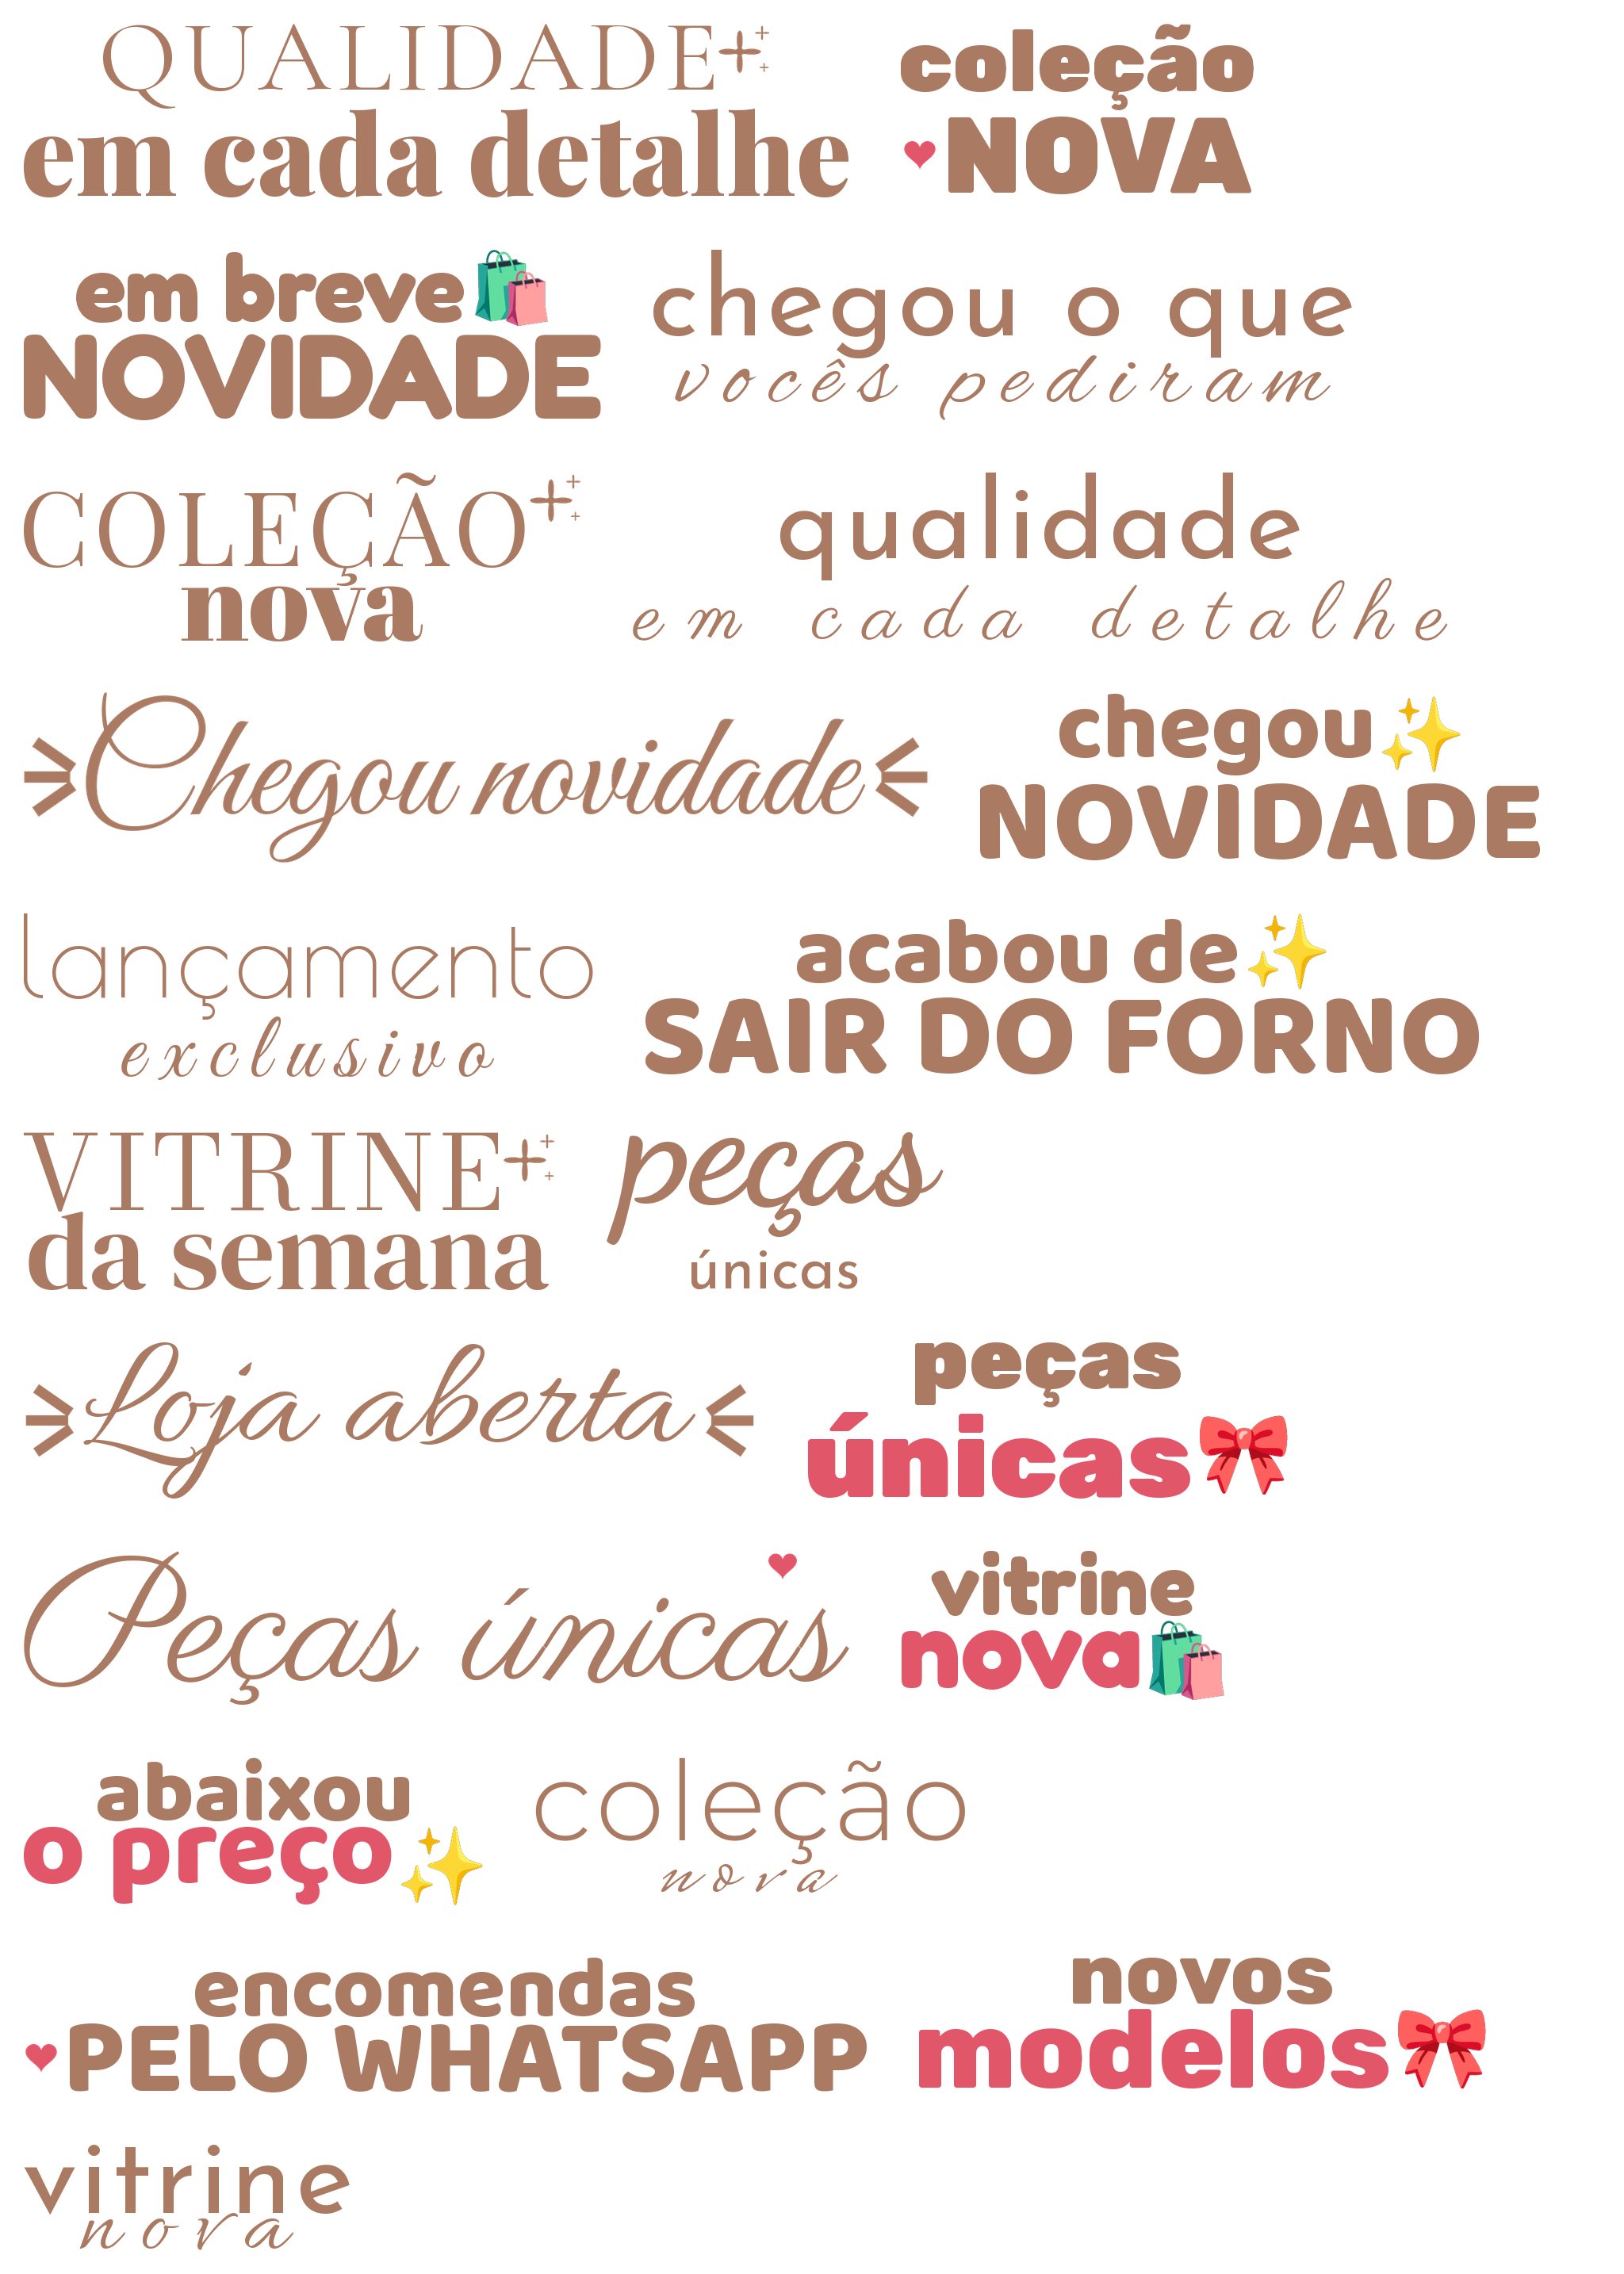 QUALIDADE
em cada detalhe
coleção
NOVA
em breve
NOVIDADE
chegou o que
vocês pediram
COLEÇÃO
nova
qualidade
em cada detalhe
Chegou novidade
chegou
NOVIDADE
lançamento
exclusivo
acabou de
SAIR DO FORNO
VITRINE
da semana
peças
únicas
Loja aberta
peças
únicas
Peças únicas
vitrine
nova
abaixou
o preço
coleção
nova
encomendas
PELO WHATSAPP
novos
modelos
vitrine
nova